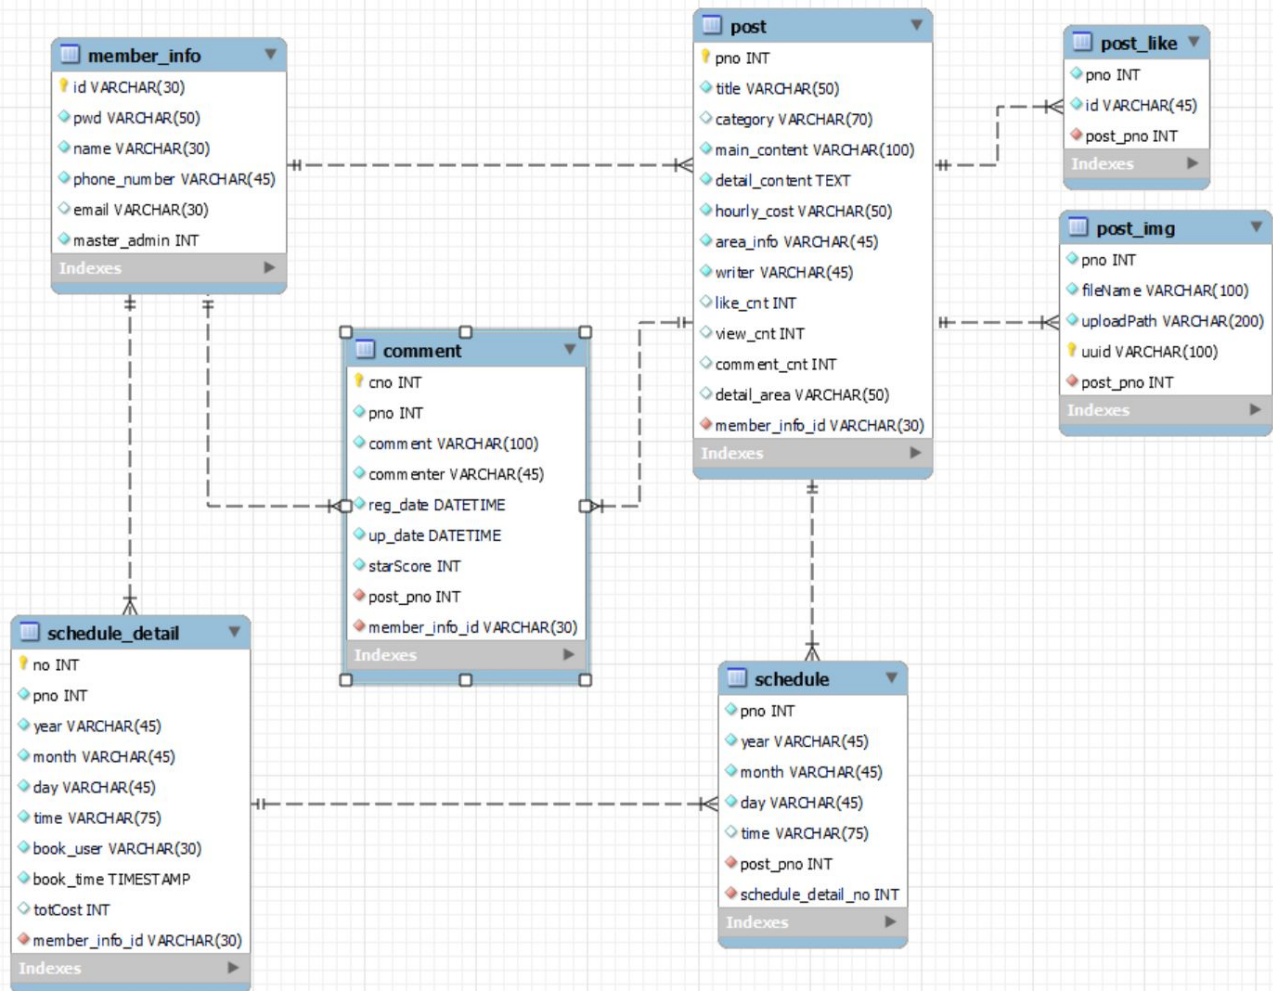 member_info
id VARCHAR(30)
pwd VARCHAR(50)
name VARCHAR(30)
phone_number VARCHAR(45)
email VARCHAR(30)
master_admin INT
Indexes
post
pno INT
title VARCHAR(50)
category VARCHAR(70)
main_content VARCHAR(100)
detail_content TEXT
hourly_cost VARCHAR(50)
area_info VARCHAR(45)
writer VARCHAR(45)
like_cnt INT
view_cnt INT
comment_cnt INT
detail_area VARCHAR(50)
member_info_id VARCHAR(30)
Indexes
post_like
pno INT
id VARCHAR(45)
post_pno INT
Indexes
post_img
pno INT
fileName VARCHAR(100)
uploadPath VARCHAR(200)
uuid VARCHAR(100)
post_pno INT
Indexes
comment
cno INT
pno INT
comment VARCHAR(100)
commenter VARCHAR(45)
reg_date DATETIME
up_date DATETIME
starScore INT
post_pno INT
member_info_id VARCHAR(30)
Indexes
schedule_detail
no INT
pno INT
year VARCHAR(45)
month VARCHAR(45)
day VARCHAR(45)
time VARCHAR(75)
book_user VARCHAR(30)
book_time TIMESTAMP
totCost INT
member_info_id VARCHAR(30)
Indexes
schedule
pno INT
year VARCHAR(45)
month VARCHAR(45)
day VARCHAR(45)
time VARCHAR(75)
post_pno INT
schedule_detail_no INT
Indexes